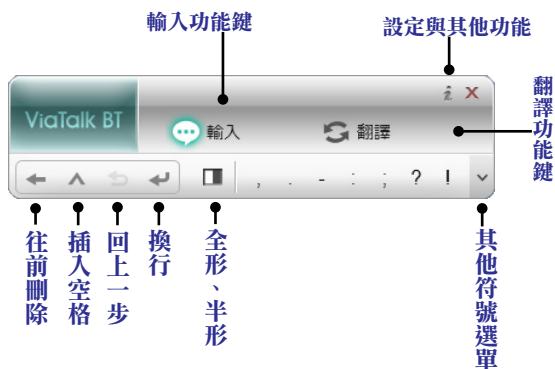 輸入功能鍵
設定與其他功能
翻譯功能鍵
ViaTalk BT
輸入
翻譯
, . - : ; ? !
往前刪除
插入空格
回上一步
換行
全形、半形
其他符號選單